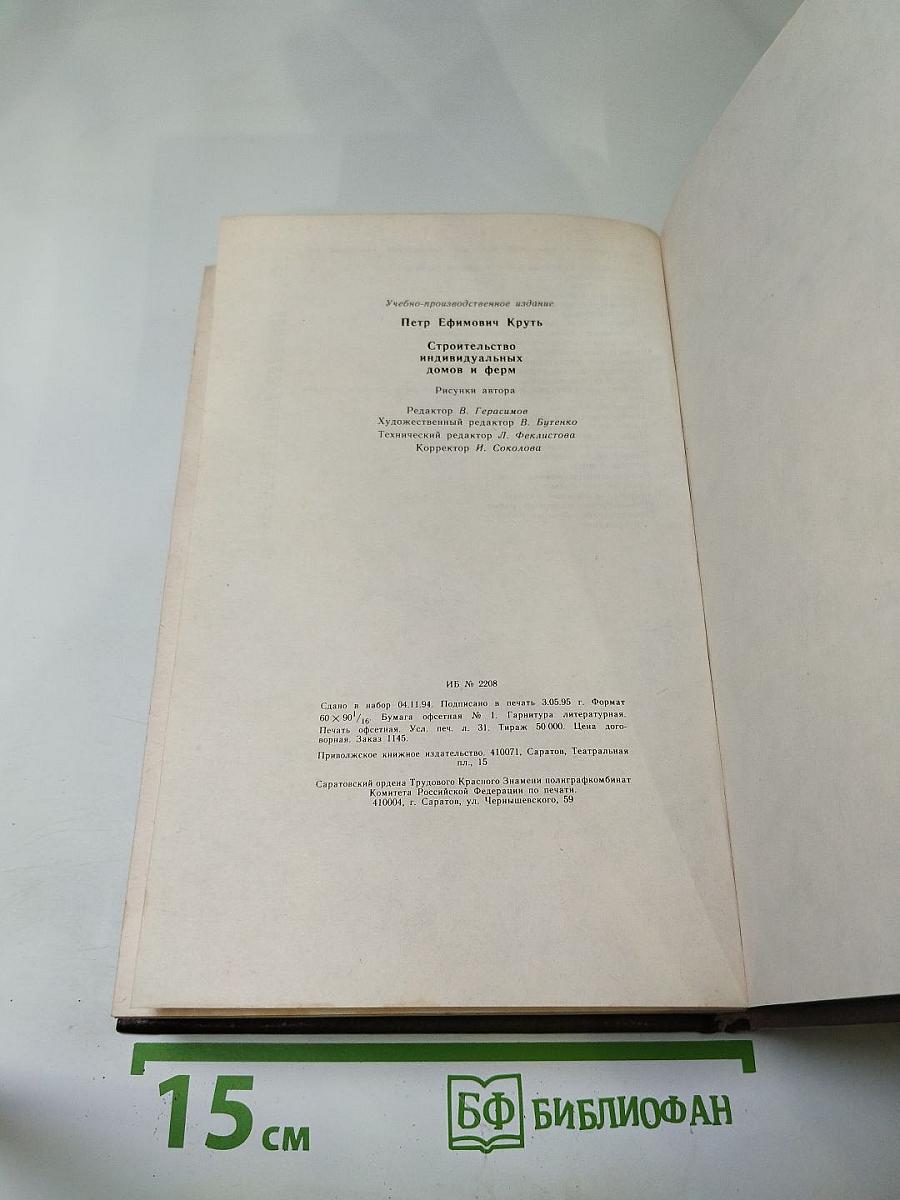 Учебно-производственное издание
Петр Ефимович Круть
Строительство
индивидуальных
домов и ферм
Рисунки автора
Редактор В. Герасимов
Художественный редактор В. Бутенко
Технический редактор Л. Феклистова
Корректор И. Соколова
ИБ № 2208
Сдано в набор 04.11.94. Подписано в печать 3.05.95 г. Формат
60×90 1/16. Бумага офсетная № 1. Гарнитура литературная.
Печать офсетная. Усл. печ. л. 31. Тираж 50 000. Цена дого-
ворная. Заказ 1145.
Приволжское книжное издательство. 410071, Саратов, Театральная
пл., 15
Саратовский ордена Трудового Красного Знамени полиграфкомбинат
Комитета Российской Федерации по печати.
410004, г. Саратов, ул. Чернышевского, 59
15 см
БФ БИБЛИОФАН